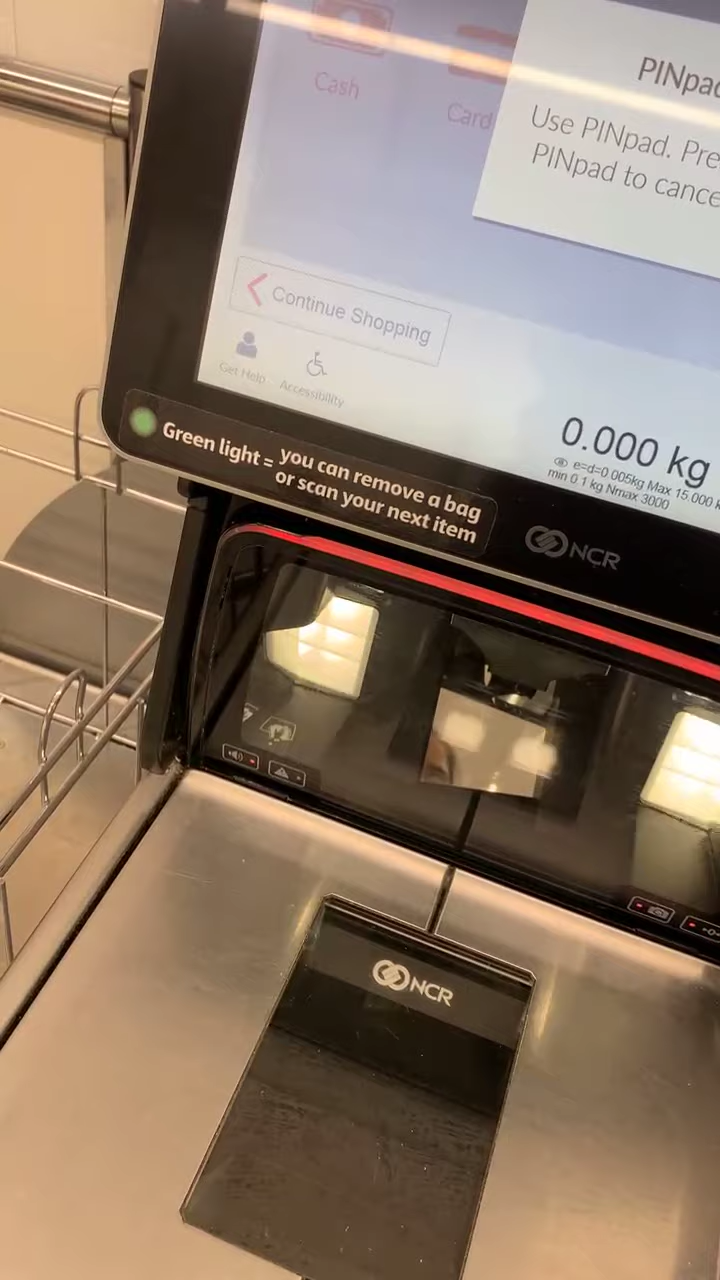 Cash
Card
PINpad
Use PINpad. Pre
PINpad to cance
Continue Shopping
Get Help
Accessibility
0.000 kg
e=d=0.005kg Max 15.000 k
min 0.1 kg Nmax 3000
Green light = you can remove a bag
or scan your next item
NCR
NCR